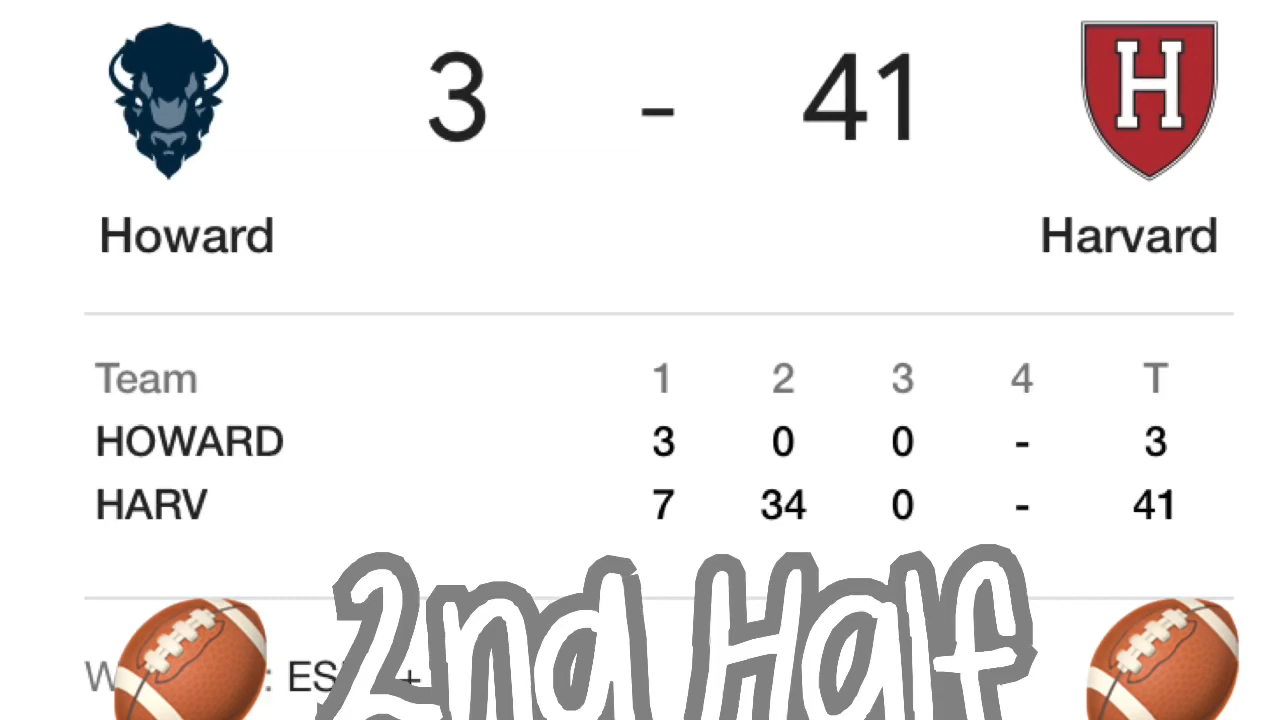 3 - 41
H
Howard Harvard
Team 1 2 3 4 T
HOWARD 3 0 0 - 3
HARV 7 34 0 - 41
2nd Half